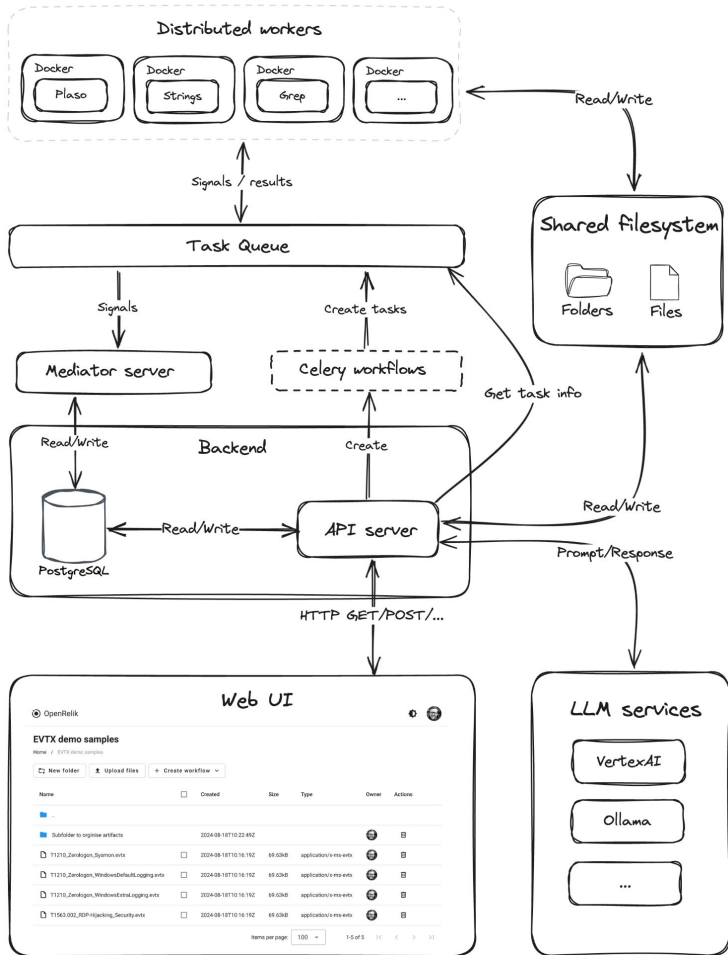 Distributed workers
Docker
Plaso
Docker
Strings
Docker
Grep
Docker
...
Read/Write
Signals / results
Shared filesystem
Folders
Files
Task Queue
Signals
Create tasks
Mediator server
Celery workflows
Get task info
Read/Write
Backend
Create
PostgreSQL
Read/Write
API server
Read/Write
Prompt/Response
HTTP GET/POST/...
Web UI
OpenRelik
EVTX demo samples
Home / EVTX demo samples
New folder
Upload files
+ Create workflow
Name Created Size Type Owner Actions
..
Subfolder to orginise artifacts 2024-08-18T10:22:49Z
T1210_Zerologon_Sysmon.evtx 2024-08-18T10:16:19Z 69.63kB application/x-ms-evtx
T1210_Zerologon_WindowsDefaultLogging.evtx 2024-08-18T10:16:19Z 69.63kB application/x-ms-evtx
T1210_Zerologon_WindowsExtraLogging.evtx 2024-08-18T10:16:19Z 69.63kB application/x-ms-evtx
T1563.002_RDP-Hijacking_Security.evtx 2024-08-18T10:16:19Z 69.63kB application/x-ms-evtx
Items per page: 100 1-5 of 5
LLM services
VertexAI
Ollama
...